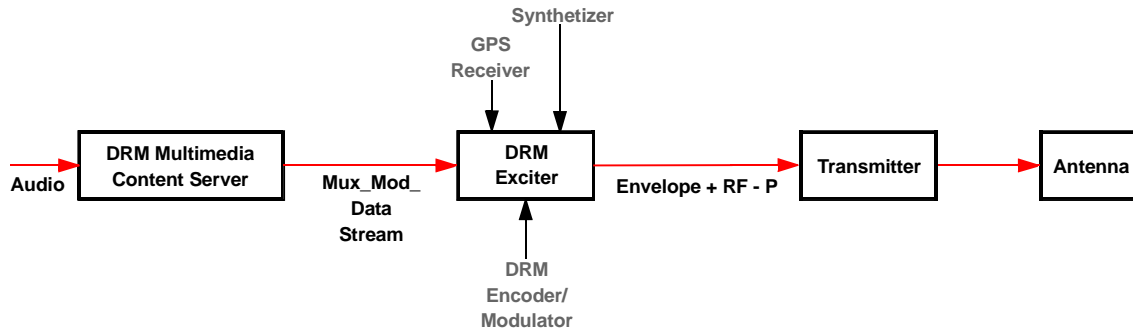 Synthetizer
GPS
Receiver
DRM Multimedia
Content Server
DRM
Exciter
Transmitter
Antenna
Audio
Mux_Mod_
Data
Stream
Envelope + RF - P
DRM
Encoder/
Modulator